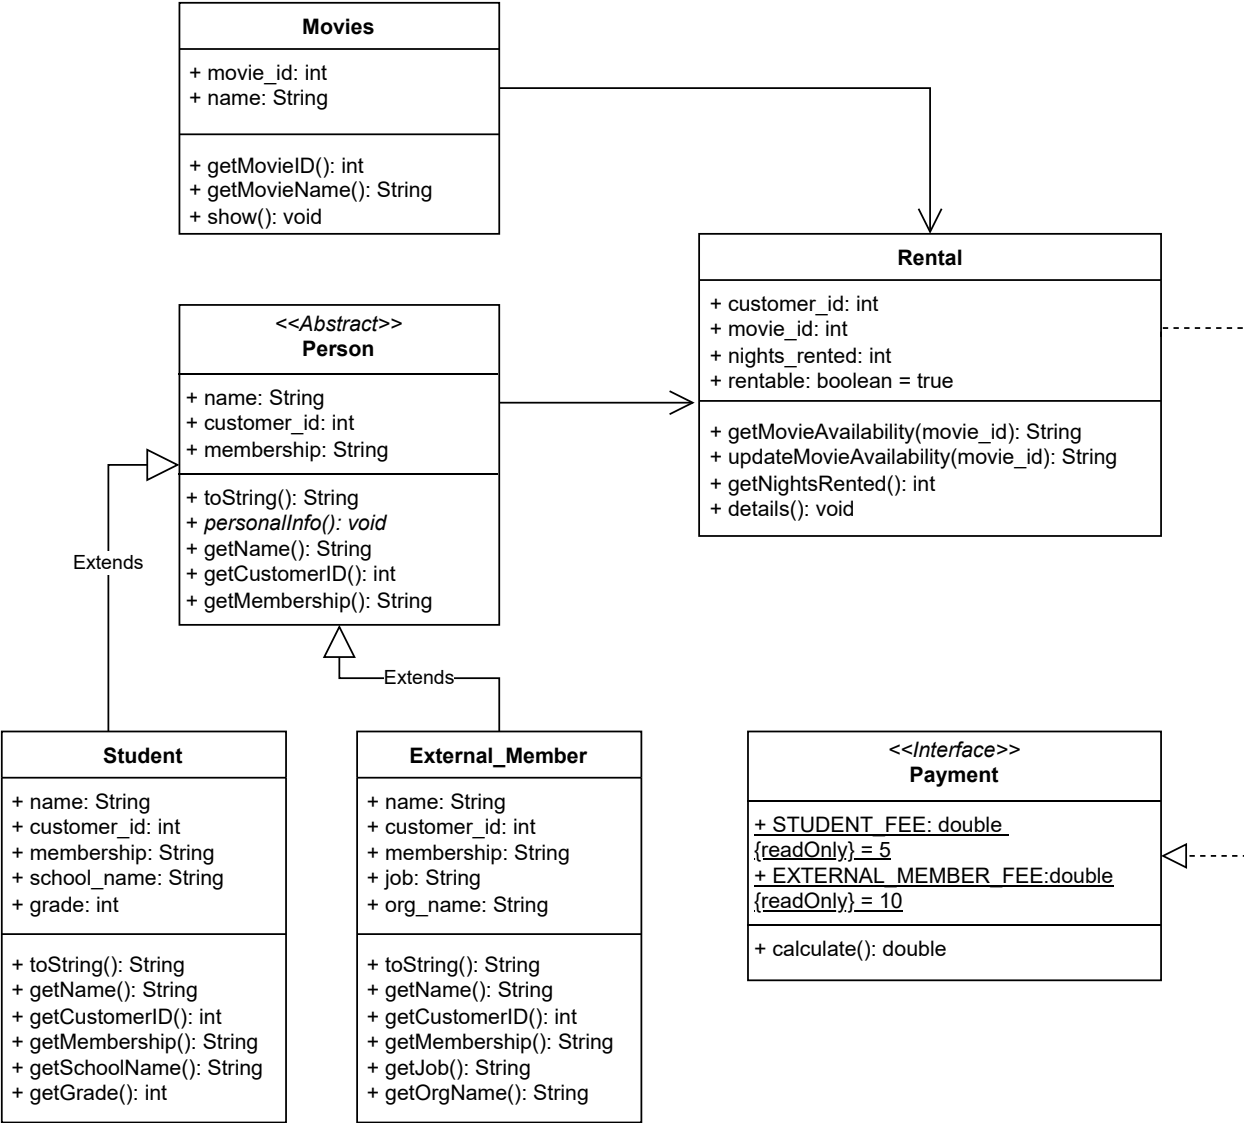 Movies
+ movie_id: int
+ name: String
+ getMovieID(): int
+ getMovieName(): String
+ show(): void
Rental
+ customer_id: int
+ movie_id: int
+ nights_rented: int
+ rentable: boolean = true
+ getMovieAvailability(movie_id): String
+ updateMovieAvailability(movie_id): String
+ getNightsRented(): int
+ details(): void
<<Abstract>>
Person
+ name: String
+ customer_id: int
+ membership: String
+ toString(): String
+ personalInfo(): void
+ getName(): String
+ getCustomerID(): int
+ getMembership(): String
Extends
Extends
Student
+ name: String
+ customer_id: int
+ membership: String
+ school_name: String
+ grade: int
+ toString(): String
+ getName(): String
+ getCustomerID(): int
+ getMembership(): String
+ getSchoolName(): String
+ getGrade(): int
External_Member
+ name: String
+ customer_id: int
+ membership: String
+ job: String
+ org_name: String
+ toString(): String
+ getName(): String
+ getCustomerID(): int
+ getMembership(): String
+ getJob(): String
+ getOrgName(): String
<<Interface>>
Payment
+ STUDENT_FEE: double
{readOnly} = 5
+ EXTERNAL_MEMBER_FEE:double
{readOnly} = 10
+ calculate(): double